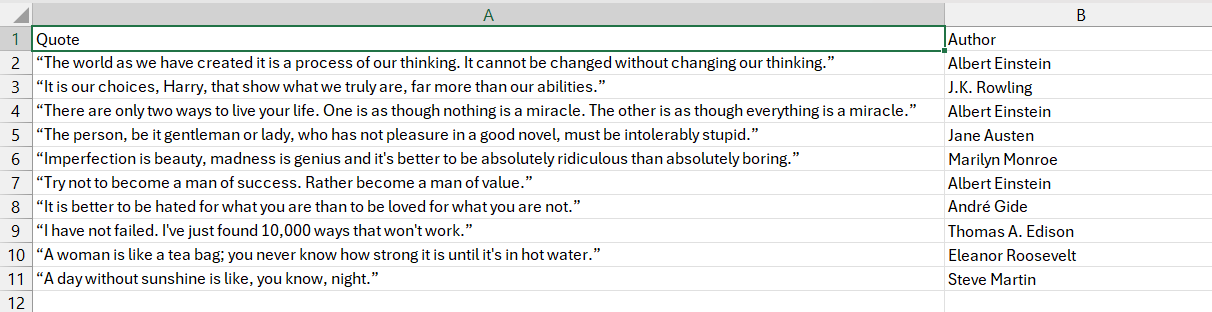 A B
1 Quote Author
2 “The world as we have created it is a process of our thinking. It cannot be changed without changing our thinking.” Albert Einstein
3 “It is our choices, Harry, that show what we truly are, far more than our abilities.” J.K. Rowling
4 “There are only two ways to live your life. One is as though nothing is a miracle. The other is as though everything is a miracle.” Albert Einstein
5 “The person, be it gentleman or lady, who has not pleasure in a good novel, must be intolerably stupid.” Jane Austen
6 “Imperfection is beauty, madness is genius and it's better to be absolutely ridiculous than absolutely boring.” Marilyn Monroe
7 “Try not to become a man of success. Rather become a man of value.” Albert Einstein
8 “It is better to be hated for what you are than to be loved for what you are not.” André Gide
9 “I have not failed. I've just found 10,000 ways that won't work.” Thomas A. Edison
10 “A woman is like a tea bag; you never know how strong it is until it's in hot water.” Eleanor Roosevelt
11 “A day without sunshine is like, you know, night.” Steve Martin
12